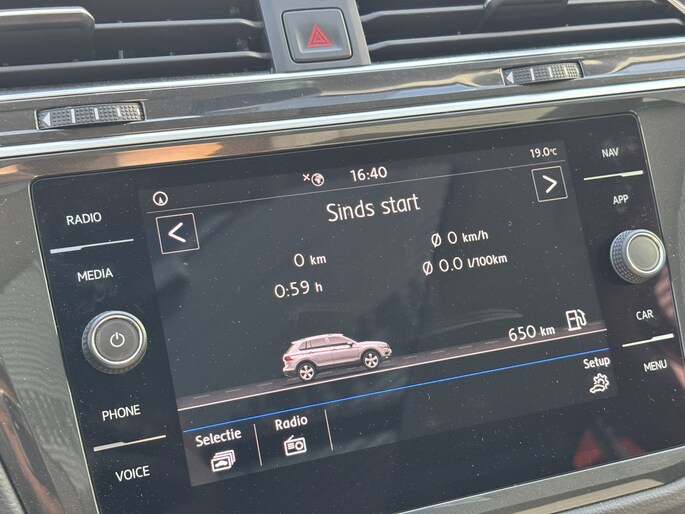 19.0°C
16:40
NAV
RADIO
APP
Sinds start
MEDIA
0 km
Ø 0 km/h
0:59 h
Ø 0.0 l/100km
650 km
CAR
Setup
MENU
PHONE
Selectie
Radio
VOICE